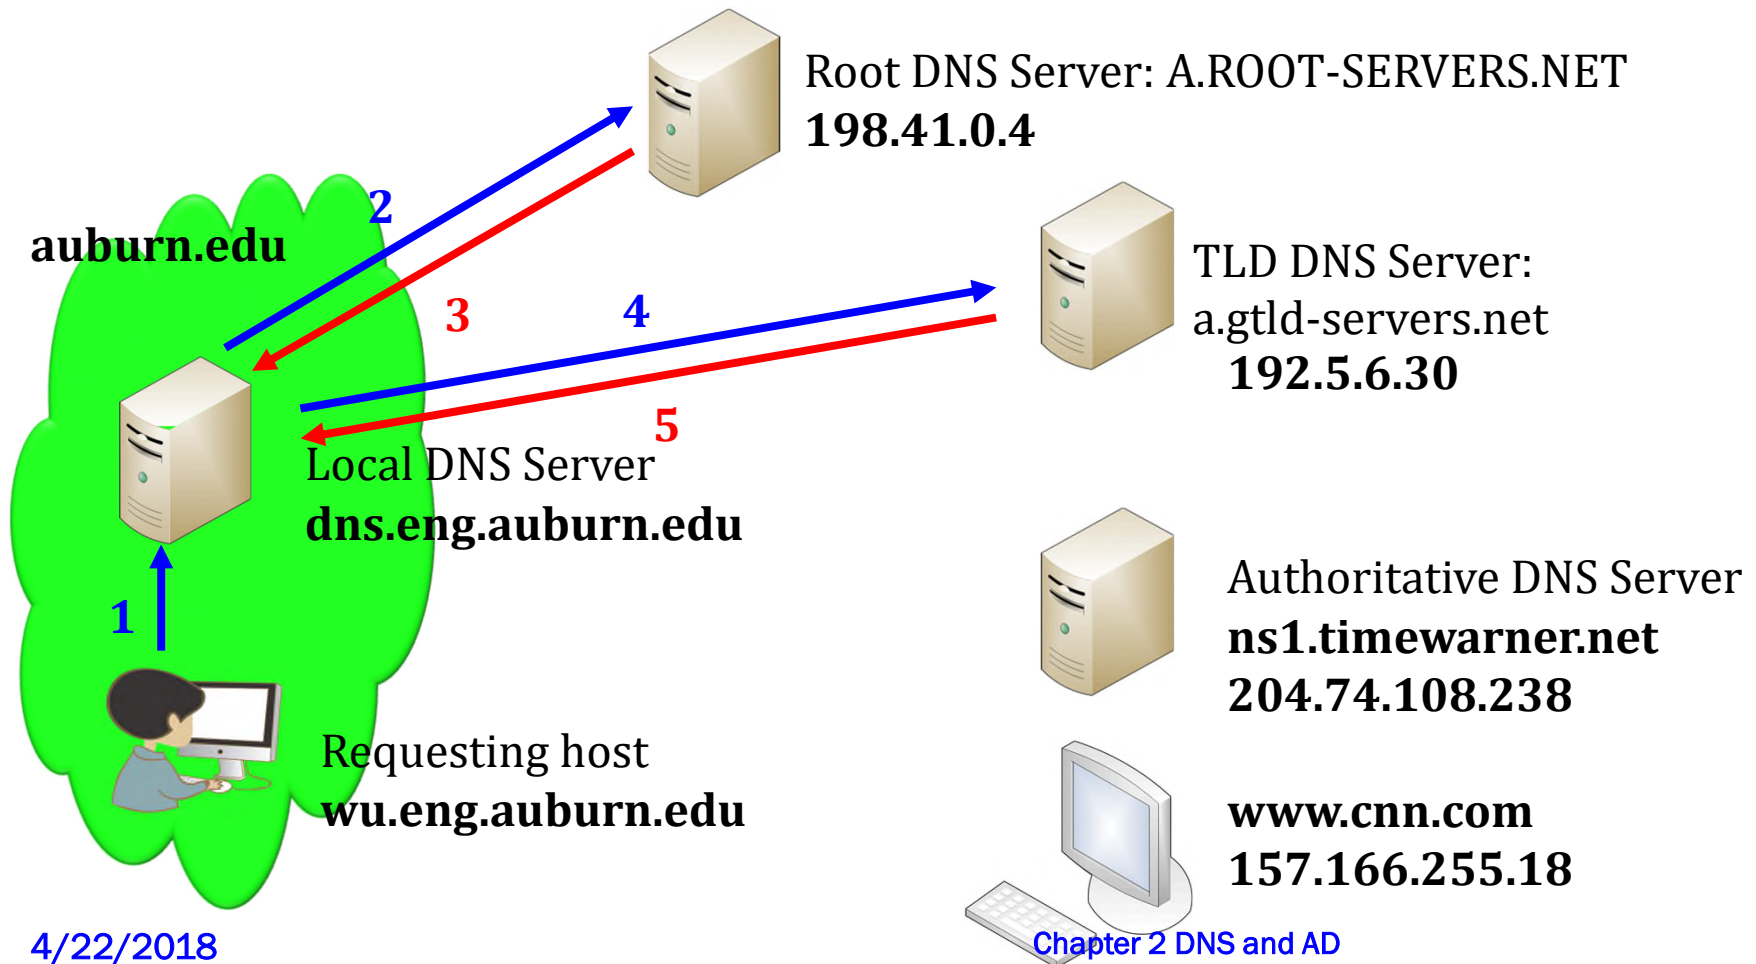 Root DNS Server: A.ROOT-SERVERS.NET
198.41.0.4
2
auburn.edu
TLD DNS Server:
a.gtld-servers.net
192.5.6.30
3
4
5
Local DNS Server
dns.eng.auburn.edu
Authoritative DNS Server
ns1.timewarner.net
204.74.108.238
1
Requesting host
wu.eng.auburn.edu
www.cnn.com
157.166.255.18
4/22/2018
Chapter 2 DNS and AD